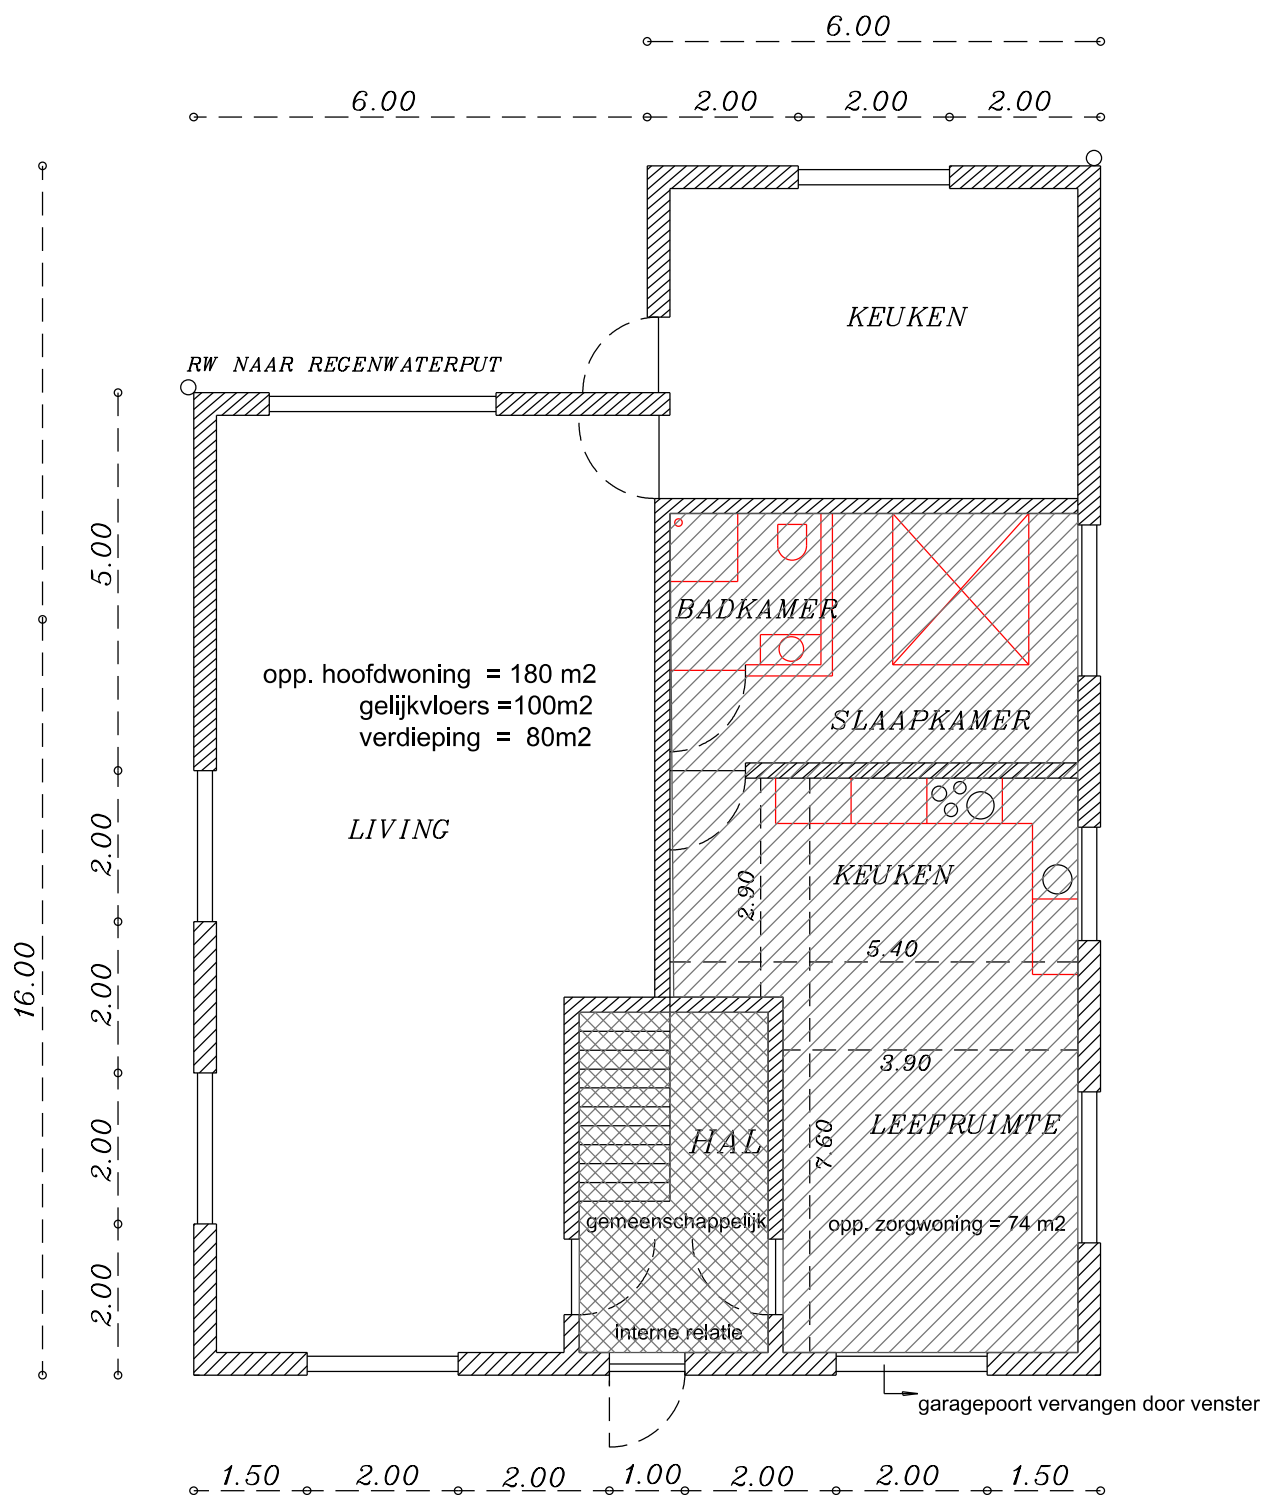 6.00
6.00
2.00
2.00
2.00
KEUKEN
RW NAAR REGENWATERPUT
5.00
BADKAMER
opp. hoofdwoning = 180 m2
gelijkvloers =100m2
verdieping = 80m2
SLAAPKAMER
LIVING
2.00
KEUKEN
2.90
5.40
16.00
2.00
3.90
LEEFRUIMTE
HAL
7.60
2.00
gemeenschappelijk
opp. zorgwoning = 74 m2
2.00
interne relatie
garagepoort vervangen door venster
1.50
2.00
2.00
1.00
2.00
2.00
1.50